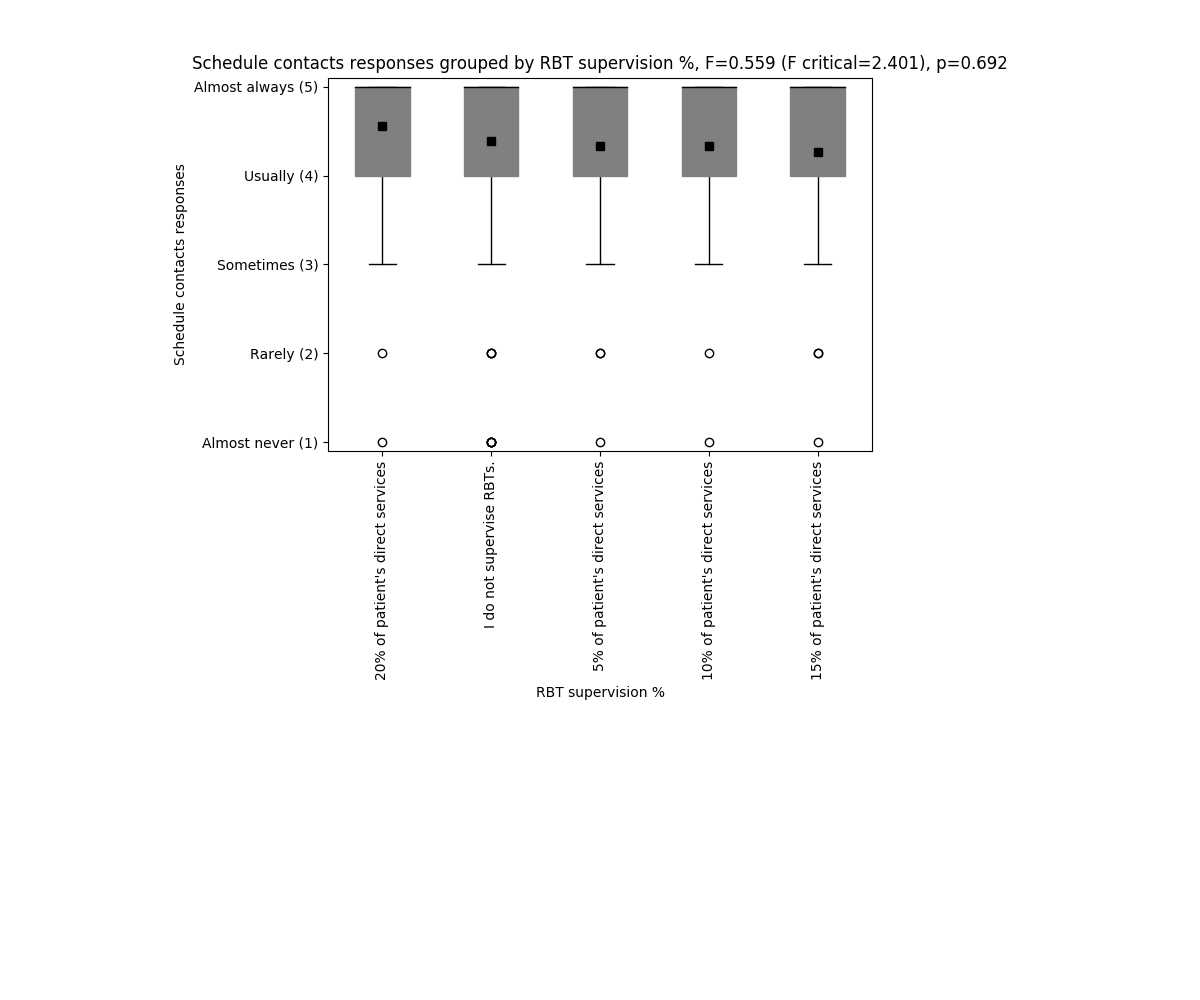 Schedule contacts responses grouped by RBT supervision %, F=0.559 (F critical=2.401), p=0.692
Schedule contacts responses
Almost always (5)
Usually (4)
Sometimes (3)
Rarely (2)
Almost never (1)
20% of patient's direct services
I do not supervise RBTs.
5% of patient's direct services
10% of patient's direct services
15% of patient's direct services
RBT supervision %